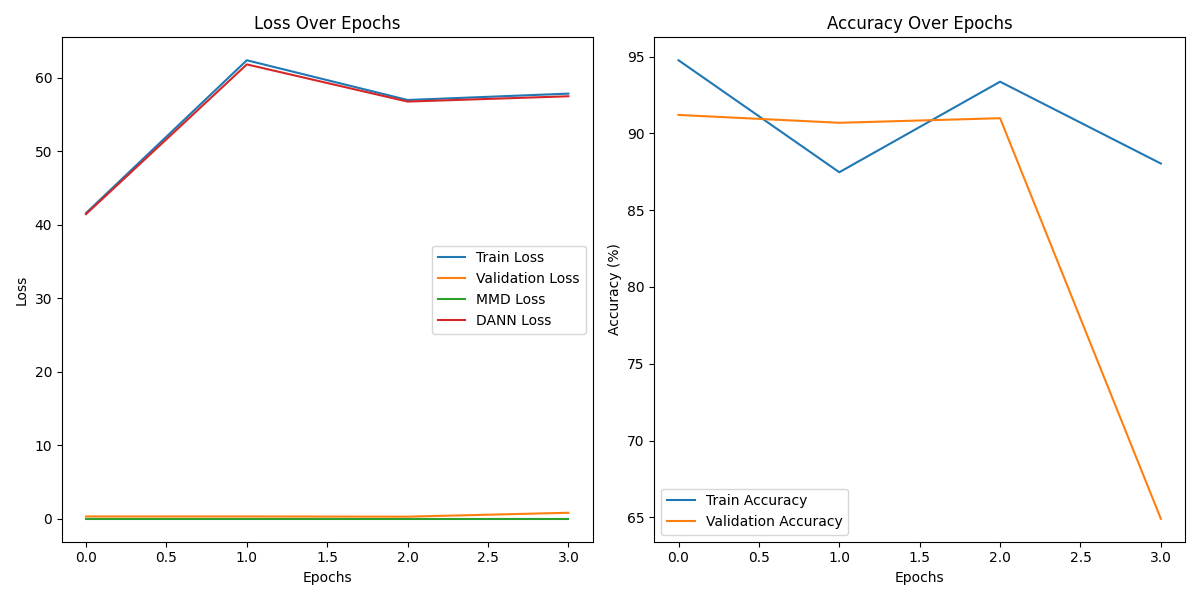 Loss Over Epochs
Loss
60
50
40
30
20
10
0
Train Loss
Validation Loss
MMD Loss
DANN Loss
0.0 0.5 1.0 1.5 2.0 2.5 3.0
Epochs
Accuracy Over Epochs
Accuracy (%)
95
90
85
80
75
70
65
Train Accuracy
Validation Accuracy
0.0 0.5 1.0 1.5 2.0 2.5 3.0
Epochs